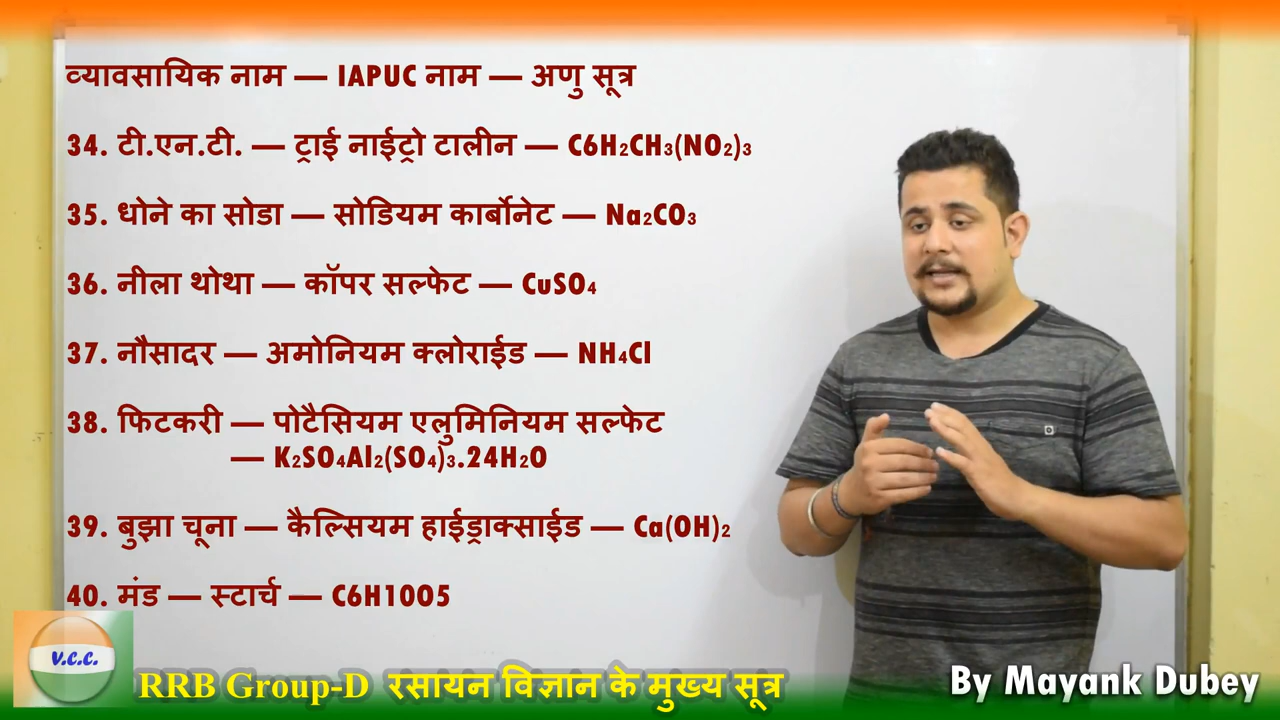 व्यावसायिक नाम — IAPUC नाम — अणु सूत्र
34. टी.एन.टी. — ट्राई नाईट्रो टालीन — C6H₂CH₃(NO₂)₃
35. धोने का सोडा — सोडियम कार्बोनेट — Na₂CO₃
36. नीला थोथा — कॉपर सल्फेट — CuSO₄
37. नौसादर — अमोनियम क्लोराईड — NH₄Cl
38. फिटकरी — पोटैसियम एलुमिनियम सल्फेट
— K₂SO₄Al₂(SO₄)₃.24H₂O
39. बुझा चूना — कैल्सियम हाईड्राक्साईड — Ca(OH)₂
40. मंड — स्टार्च — C6H10O5
V.C.C.
RRB Group-D रसायन विज्ञान के मुख्य सूत्र
By Mayank Dubey